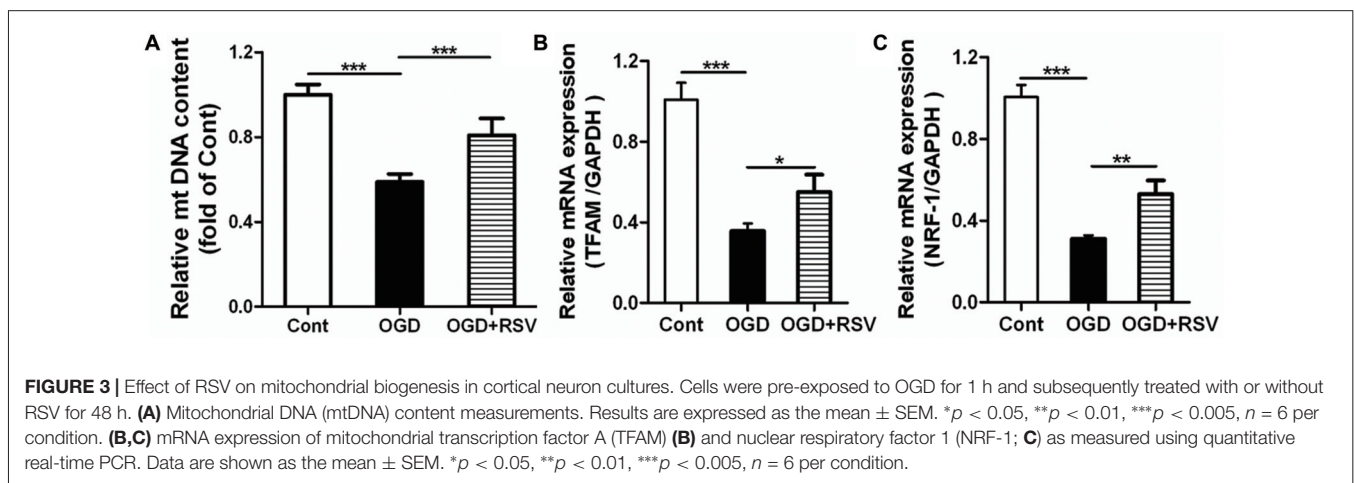 A
Relative mt DNA content
(fold of Cont)
1.2
0.8
0.4
0.0
***
***
Cont OGD OGD+RSV
B
Relative mRNA expression
(TFAM /GAPDH )
1.2
0.8
0.4
0.0
***
*
Cont OGD OGD+RSV
C
Relative mRNA expression
(NRF-1/GAPDH )
1.2
0.8
0.4
0.0
***
**
Cont OGD OGD+RSV
FIGURE 3 | Effect of RSV on mitochondrial biogenesis in cortical neuron cultures. Cells were pre-exposed to OGD for 1 h and subsequently treated with or without
RSV for 48 h. (A) Mitochondrial DNA (mtDNA) content measurements. Results are expressed as the mean ± SEM. *p < 0.05, **p < 0.01, ***p < 0.005, n = 6 per
condition. (B,C) mRNA expression of mitochondrial transcription factor A (TFAM) (B) and nuclear respiratory factor 1 (NRF-1; C) as measured using quantitative
real-time PCR. Data are shown as the mean ± SEM. *p < 0.05, **p < 0.01, ***p < 0.005, n = 6 per condition.